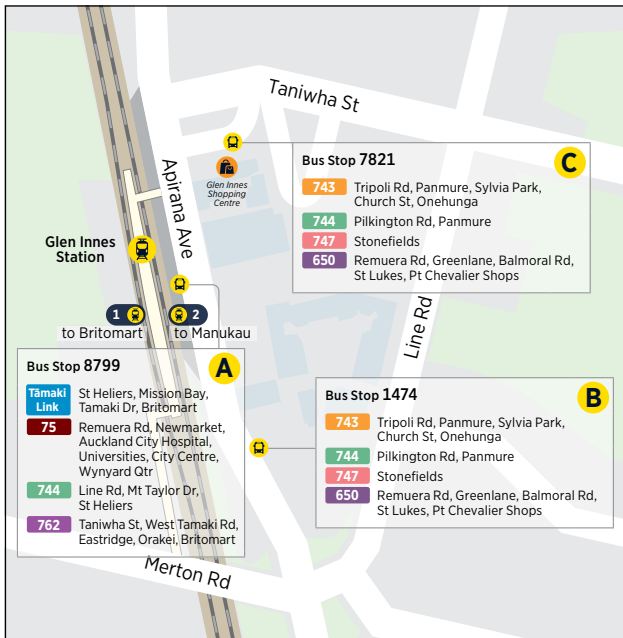 Taniwha St
Apirana Ave
Glen Innes
Shopping
Centre
Bus Stop 7821
C
743 Tripoli Rd, Panmure, Sylvia Park,
Church St, Onehunga
744 Pilkington Rd, Panmure
747 Stonefields
650 Remuera Rd, Greenlane, Balmoral Rd,
St Lukes, Pt Chevalier Shops
Glen Innes
Station
1
2
to Britomart
to Manukau
Line Rd
Bus Stop 8799
A
Tāmaki
Link
St Heliers, Mission Bay,
Tamaki Dr, Britomart
75 Remuera Rd, Newmarket,
Auckland City Hospital,
Universities, City Centre,
Wynyard Qtr
744 Line Rd, Mt Taylor Dr,
St Heliers
762 Taniwha St, West Tamaki Rd,
Eastridge, Orakei, Britomart
Bus Stop 1474
B
743 Tripoli Rd, Panmure, Sylvia Park,
Church St, Onehunga
744 Pilkington Rd, Panmure
747 Stonefields
650 Remuera Rd, Greenlane, Balmoral Rd,
St Lukes, Pt Chevalier Shops
Merton Rd